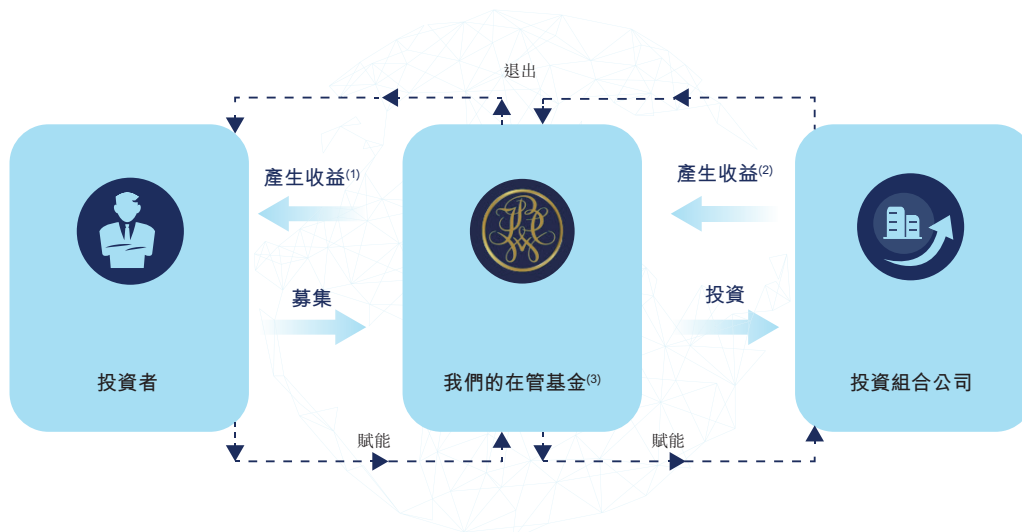 退出
產生收益(1)
產生收益(2)
募集
投資
投資者
我們的在管基金(3)
投資組合公司
賦能
賦能